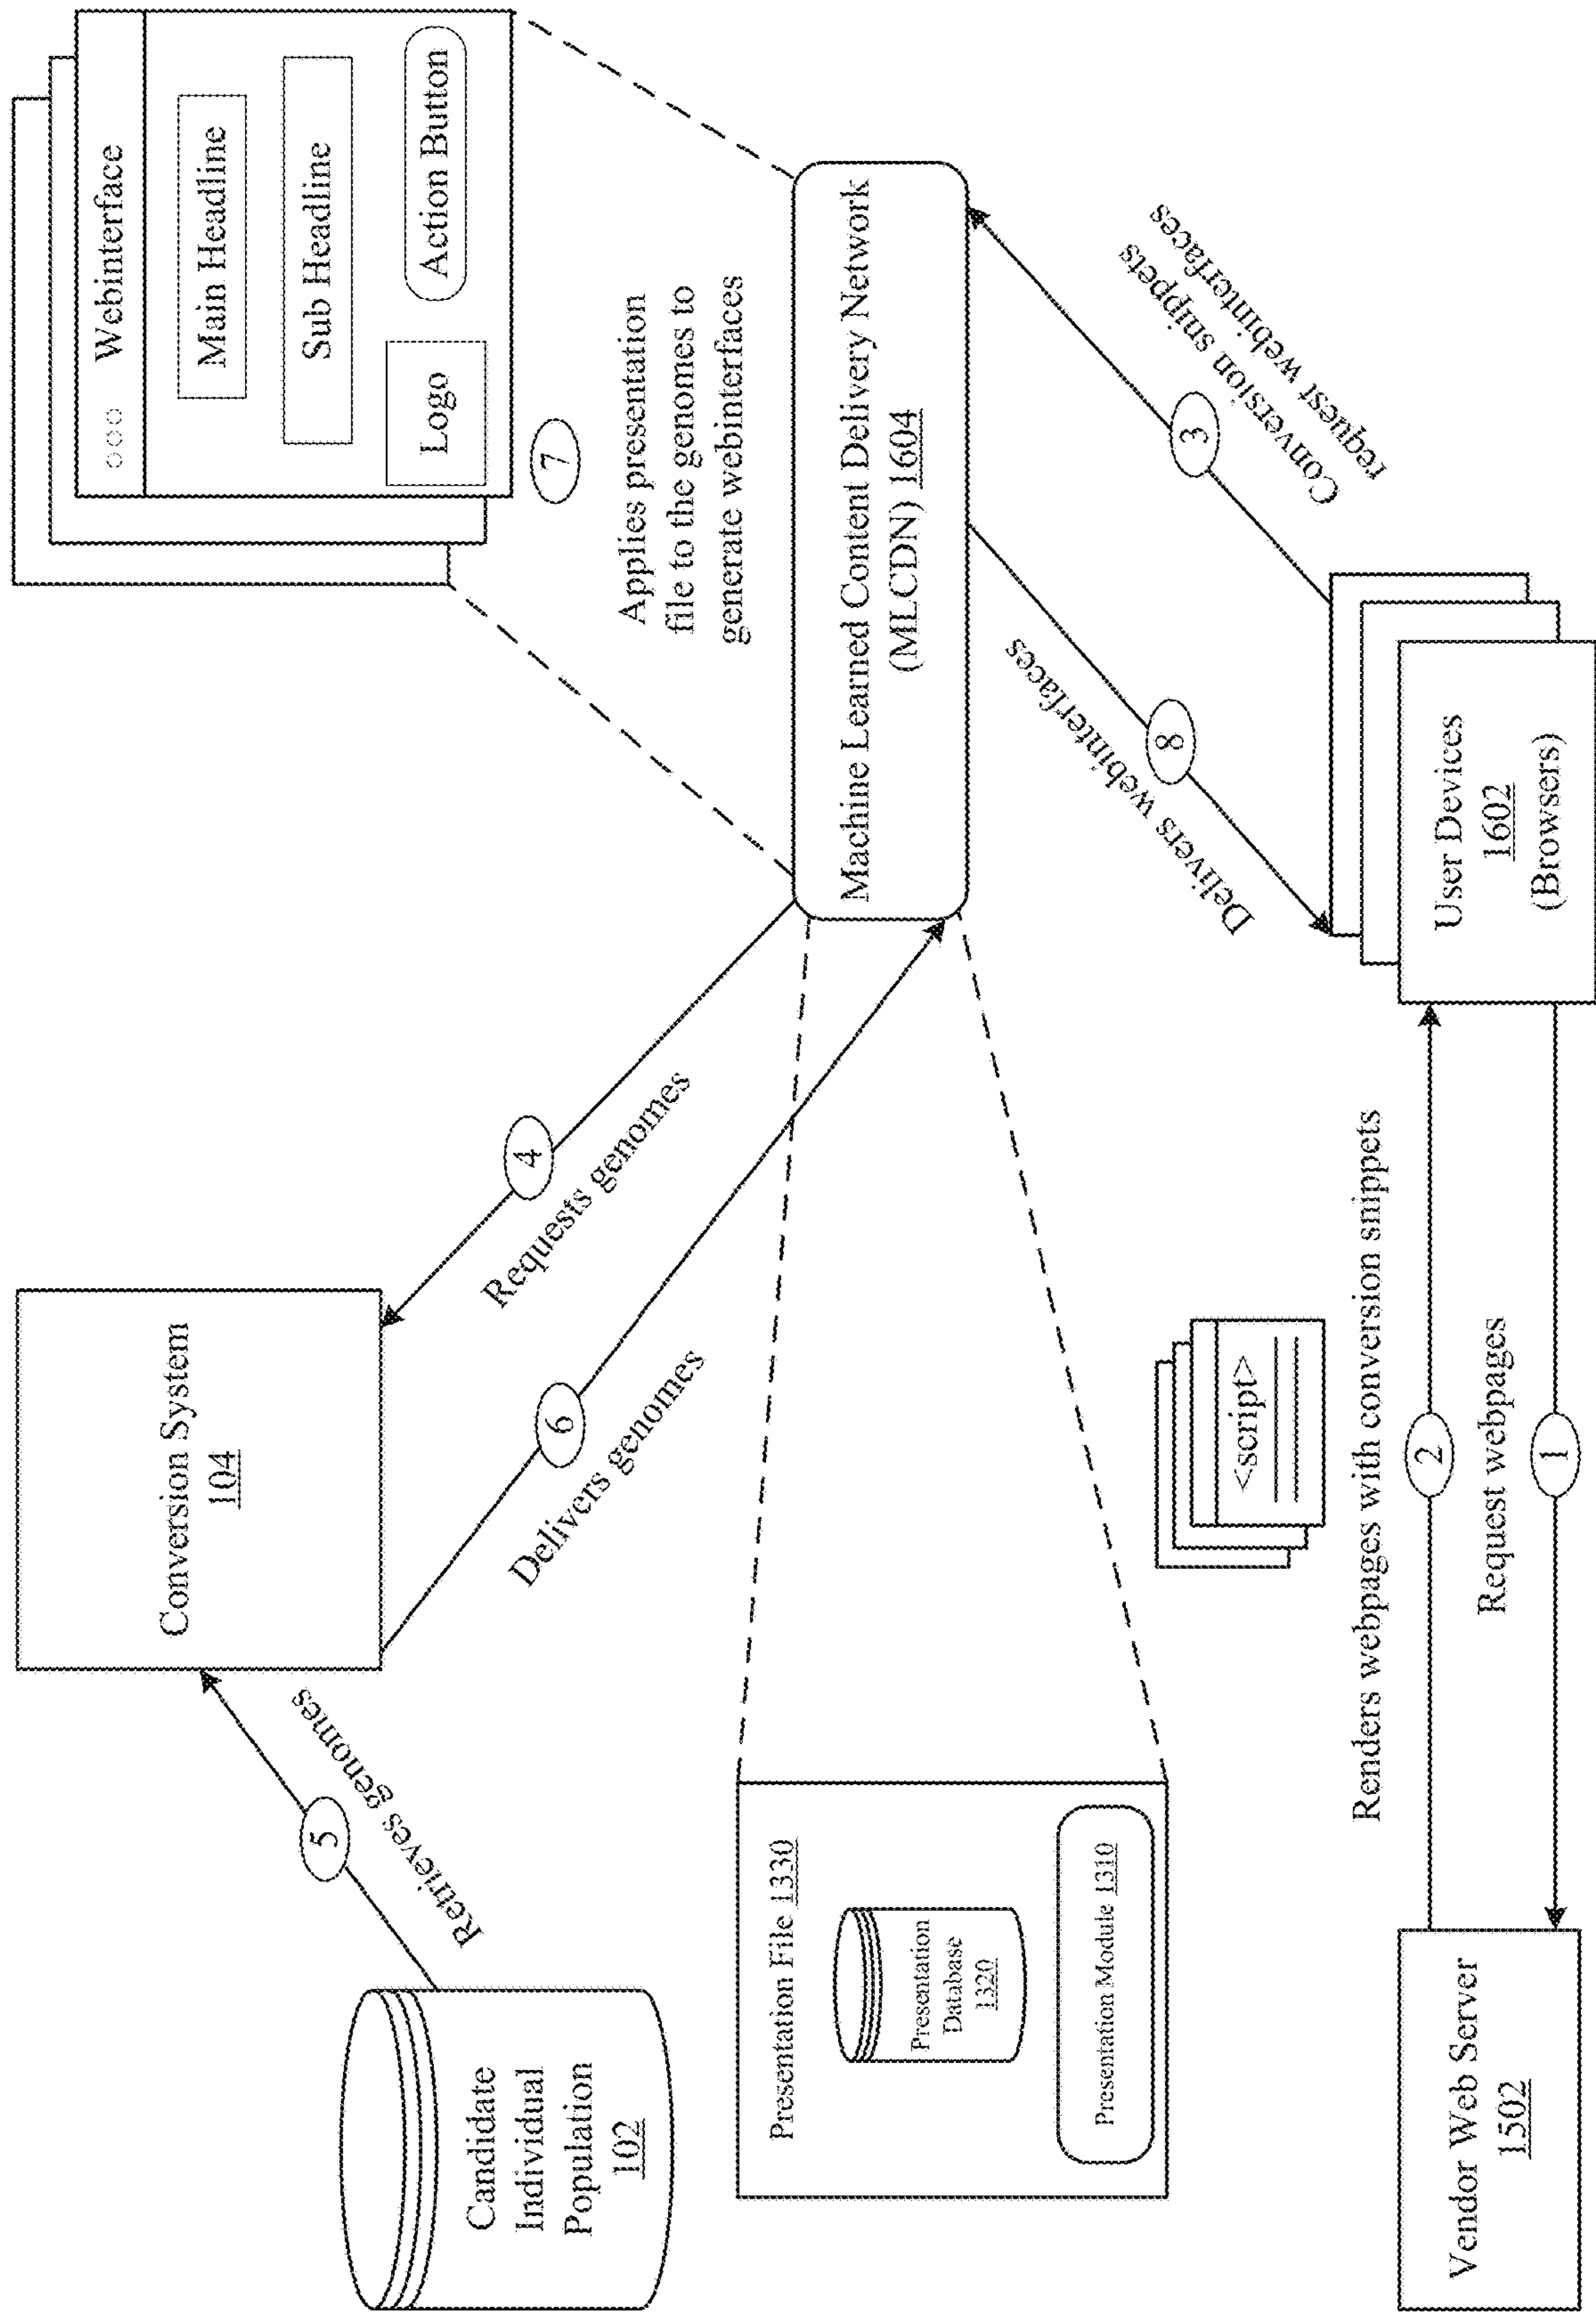 Candidate
Individual
Population
102
5
Retrieves genomes
Conversion System
104
4
Requests genomes
6
Delivers genomes
○○○ Webinterface
Main Headline
Sub Headline
Logo
Action Button
7
Applies presentation
file to the genomes to
generate webinterfaces
Presentation File 1330
Presentation
Database
1320
Presentation Module 1310
Machine Learned Content Delivery Network
(MLCDN) 1604
3
Conversion snippets
request webinterfaces
8
Delivers webinterfaces
<script>
Renders webpages with conversion snippets
2
Request webpages
1
Vendor Web Server
1502
User Devices
1602
(Browsers)